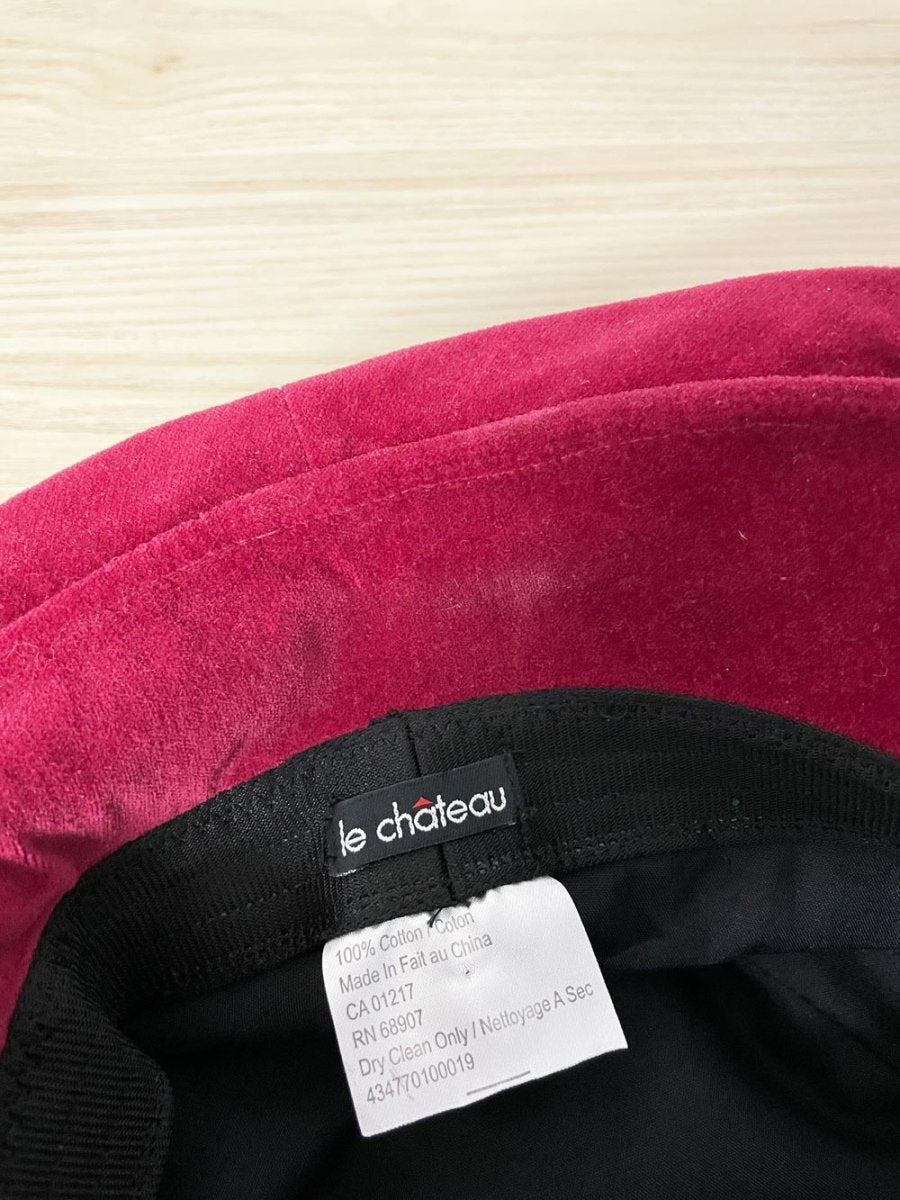 le château
100% Cotton / Coton
Made In Fait au China
CA 01217
RN 68907
Dry Clean Only / Nettoyage A Sec
434770100019